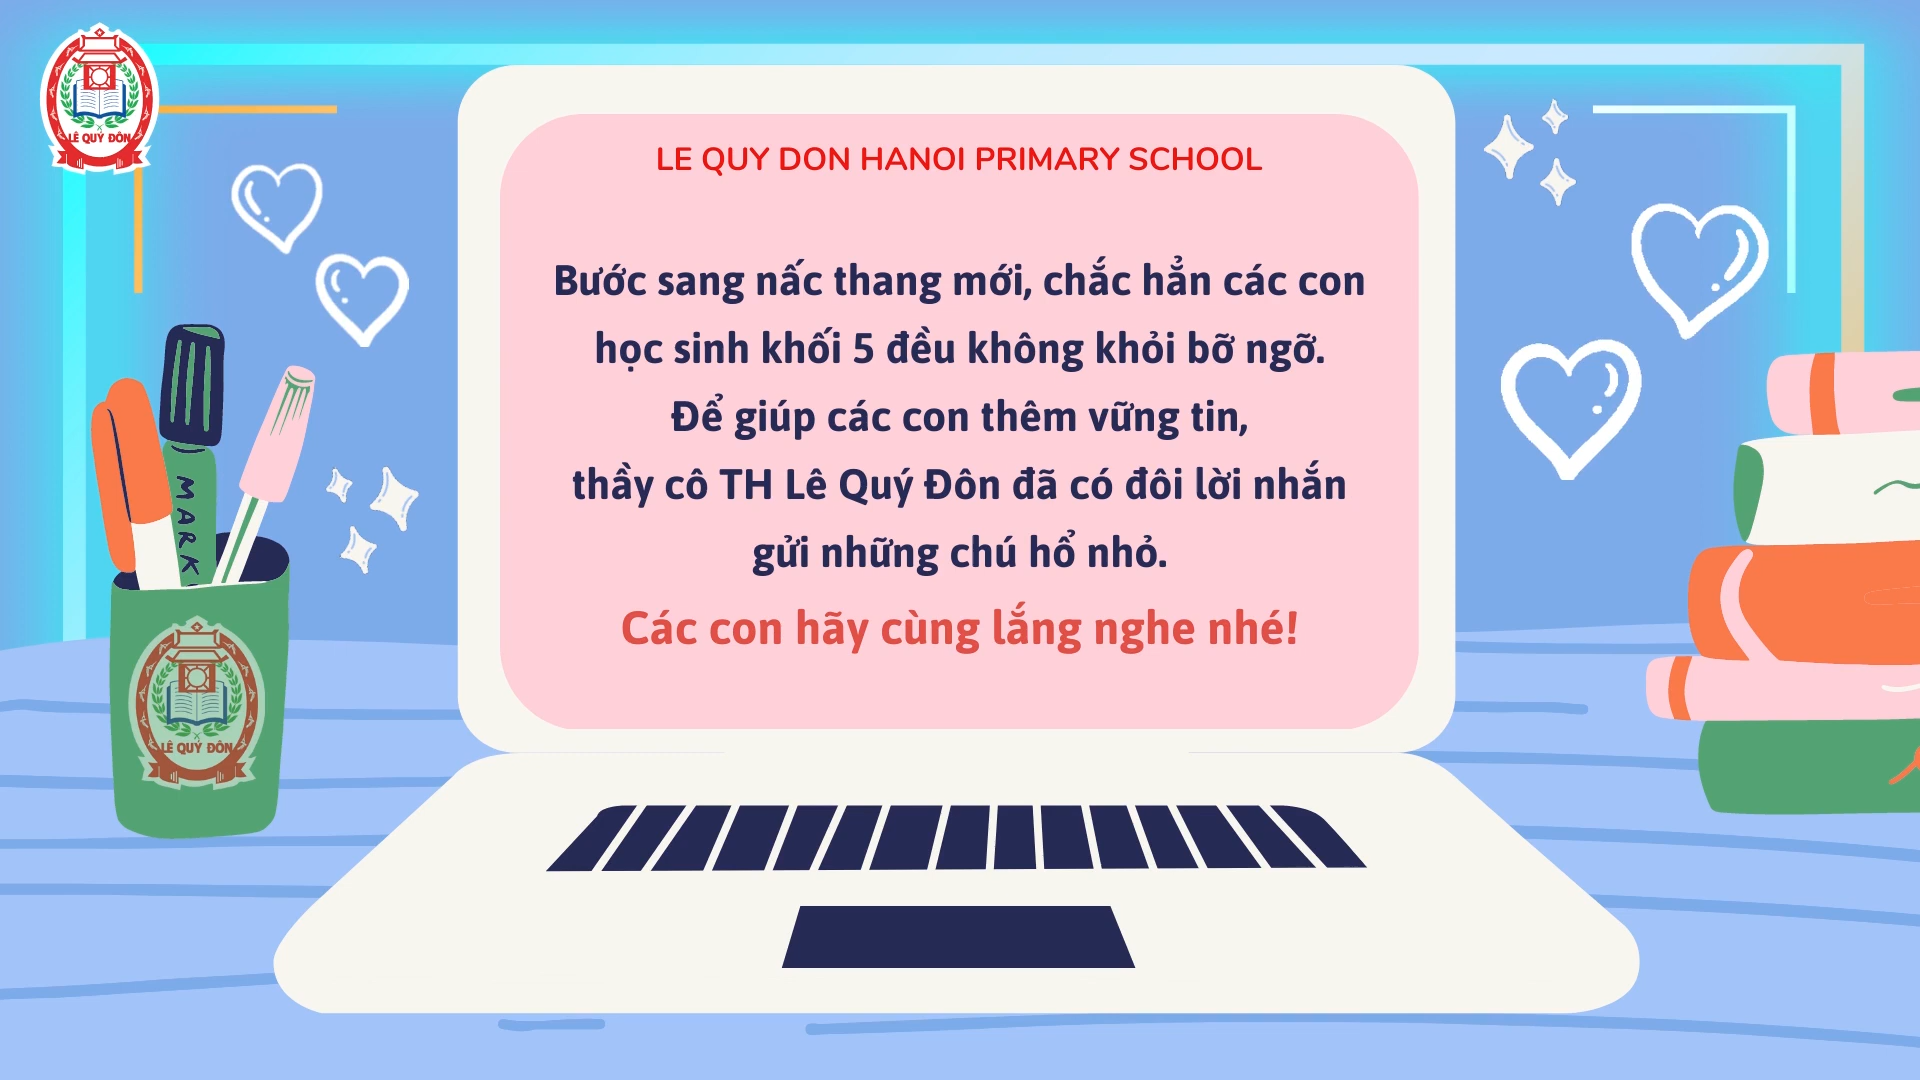 LÊ QUÝ ĐÔN
LE QUY DON HANOI PRIMARY SCHOOL
Bước sang nấc thang mới, chắc hẳn các con
học sinh khối 5 đều không khỏi bỡ ngỡ.
Để giúp các con thêm vững tin,
thầy cô TH Lê Quý Đôn đã có đôi lời nhắn
gửi những chú hổ nhỏ.
Các con hãy cùng lắng nghe nhé!
MARK
LÊ QUÝ ĐÔN